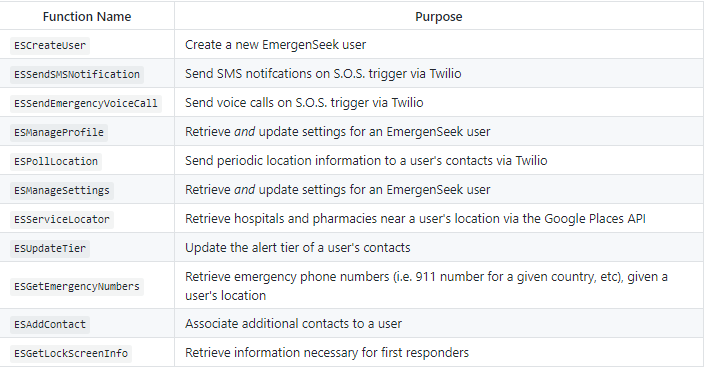 Function Name Purpose
ESCreateUser Create a new EmergenSeek user
ESSendSMSNotification Send SMS notifcations on S.O.S. trigger via Twilio
ESSendEmergencyVoiceCall Send voice calls on S.O.S. trigger via Twilio
ESManageProfile Retrieve and update settings for an EmergenSeek user
ESPollLocation Send periodic location information to a user's contacts via Twilio
ESManageSettings Retrieve and update settings for an EmergenSeek user
ESServiceLocator Retrieve hospitals and pharmacies near a user's location via the Google Places API
ESUpdateTier Update the alert tier of a user's contacts
ESGetEmergencyNumbers Retrieve emergency phone numbers (i.e. 911 number for a given country, etc), given a
user's location
ESAddContact Associate additional contacts to a user
ESGetLockScreenInfo Retrieve information necessary for first responders